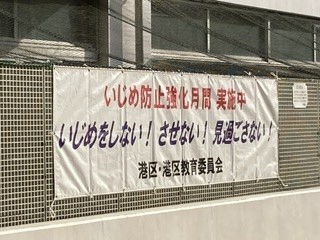 いじめ防止強化月間 実施中
いじめをしない！ させない！ 見過ごさない！
港区・港区教育委員会